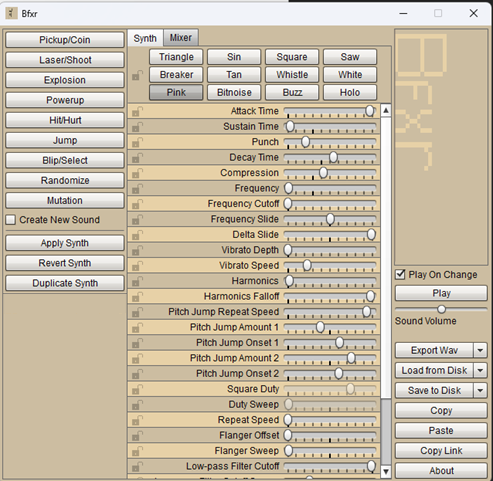 Bfxr
Pickup/Coin
Laser/Shoot
Explosion
Powerup
Hit/Hurt
Jump
Blip/Select
Randomize
Mutation
Create New Sound
Apply Synth
Revert Synth
Duplicate Synth
Synth Mixer
Triangle Sin Square Saw
Breaker Tan Whistle White
Pink Bitnoise Buzz Holo
Attack Time
Sustain Time
Punch
Decay Time
Compression
Frequency
Frequency Cutoff
Frequency Slide
Delta Slide
Vibrato Depth
Vibrato Speed
Harmonics
Harmonics Falloff
Pitch Jump Repeat Speed
Pitch Jump Amount 1
Pitch Jump Onset 1
Pitch Jump Amount 2
Pitch Jump Onset 2
Square Duty
Duty Sweep
Repeat Speed
Flanger Offset
Flanger Sweep
Low-pass Filter Cutoff
BFXR
Play On Change
Play
Sound Volume
Export Wav
Load from Disk
Save to Disk
Copy
Paste
Copy Link
About